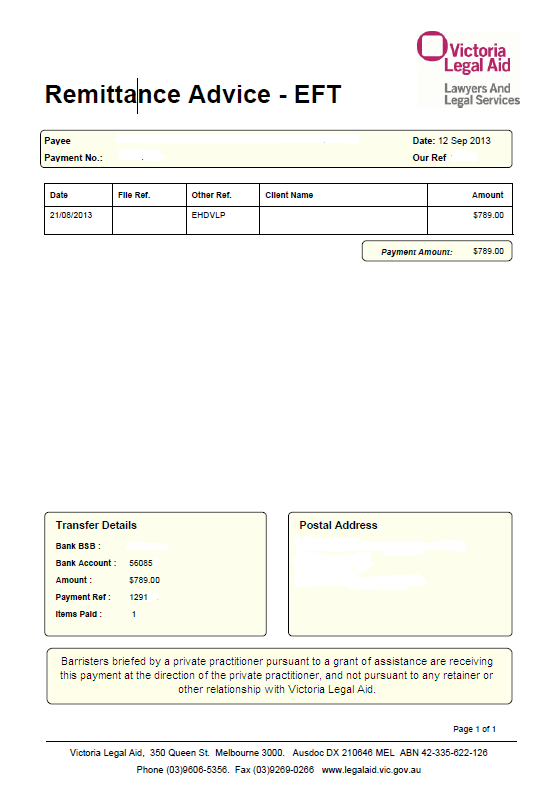 Victoria
Legal Aid
Lawyers And
Legal Services
Remittance Advice - EFT
Payee Date: 12 Sep 2013
Payment No.: Our Ref
Date File Ref. Other Ref. Client Name Amount
21/08/2013 EHDVLP $789.00
Payment Amount: $789.00
Transfer Details
Bank BSB :
Bank Account : 56085
Amount : $789.00
Payment Ref : 1291
Items Paid : 1
Postal Address
Barristers briefed by a private practitioner pursuant to a grant of assistance are receiving
this payment at the direction of the private practitioner, and not pursuant to any retainer or
other relationship with Victoria Legal Aid.
Page 1 of 1
Victoria Legal Aid, 350 Queen St. Melbourne 3000. Ausdoc DX 210646 MEL ABN 42-335-622-126
Phone (03)9606-5356. Fax (03)9269-0266 www.legalaid.vic.gov.au